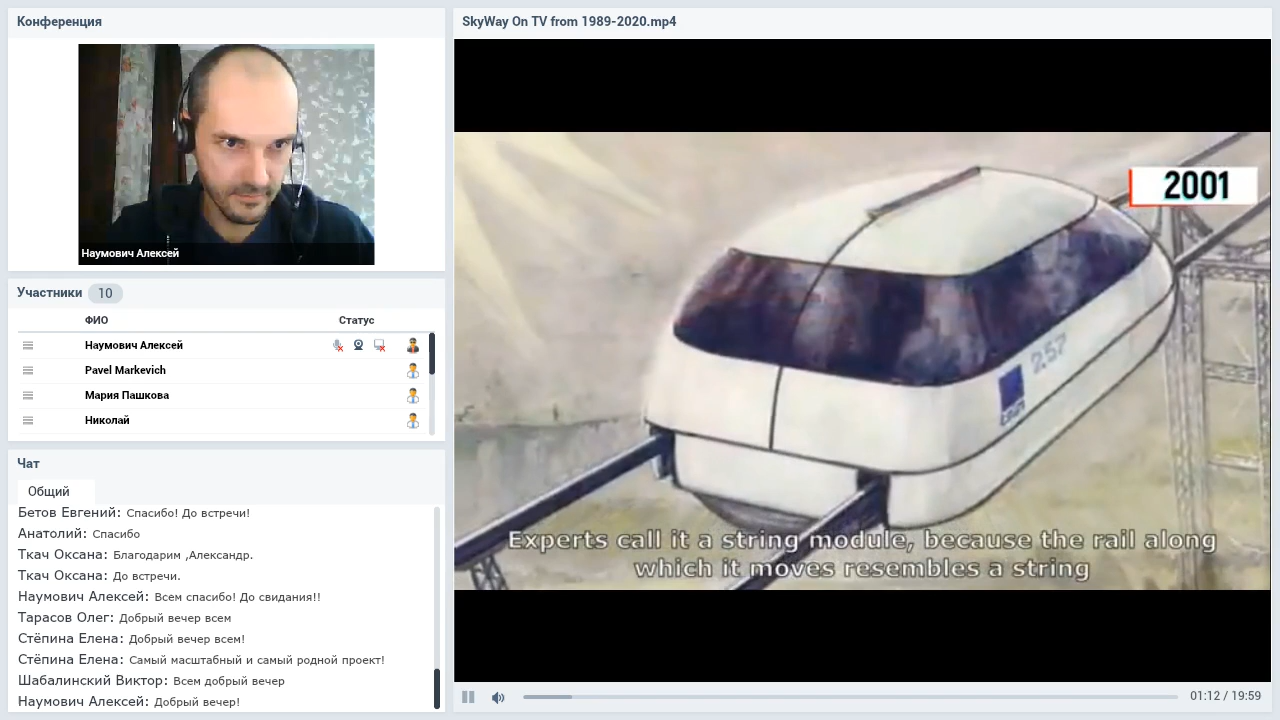 Конференция
Наумович Алексей
Участники 10
ФИО Статус
Наумович Алексей
Pavel Markevich
Мария Пашкова
Николай
Чат
Общий
Бетов Евгений: Спасибо! До встречи!
Анатолий: Спасибо
Ткач Оксана: Благодарим ,Александр.
Ткач Оксана: До встречи.
Наумович Алексей: Всем спасибо! До свидания!!
Тарасов Олег: Добрый вечер всем
Стёпина Елена: Добрый вечер всем!
Стёпина Елена: Самый масштабный и самый родной проект!
Шабалинский Виктор: Всем добрый вечер
Наумович Алексей: Добрый вечер!
SkyWay On TV from 1989-2020.mp4
2001
257
Experts call it a string module, because the rail along
which it moves resembles a string
01:12 / 19:59